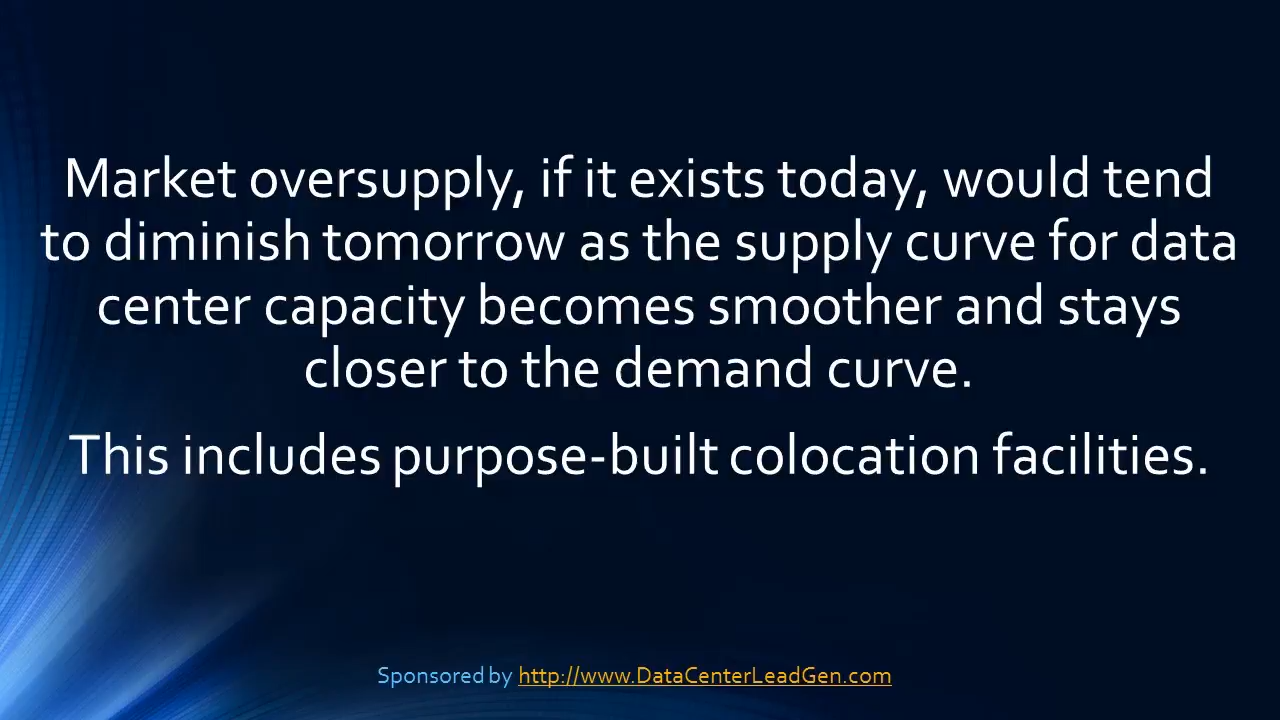 Market oversupply, if it exists today, would tend
to diminish tomorrow as the supply curve for data
center capacity becomes smoother and stays
closer to the demand curve.
This includes purpose-built colocation facilities.
Sponsored by http://www.DataCenterLeadGen.com